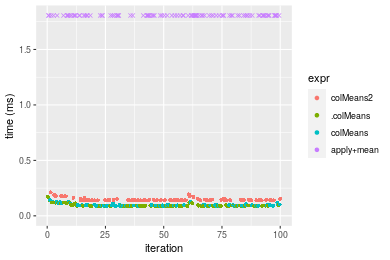 1.5
1.0
0.5
0.0
time (ms)
0
25
50
75
100
iteration
expr
colMeans2
.colMeans
colMeans
apply+mean